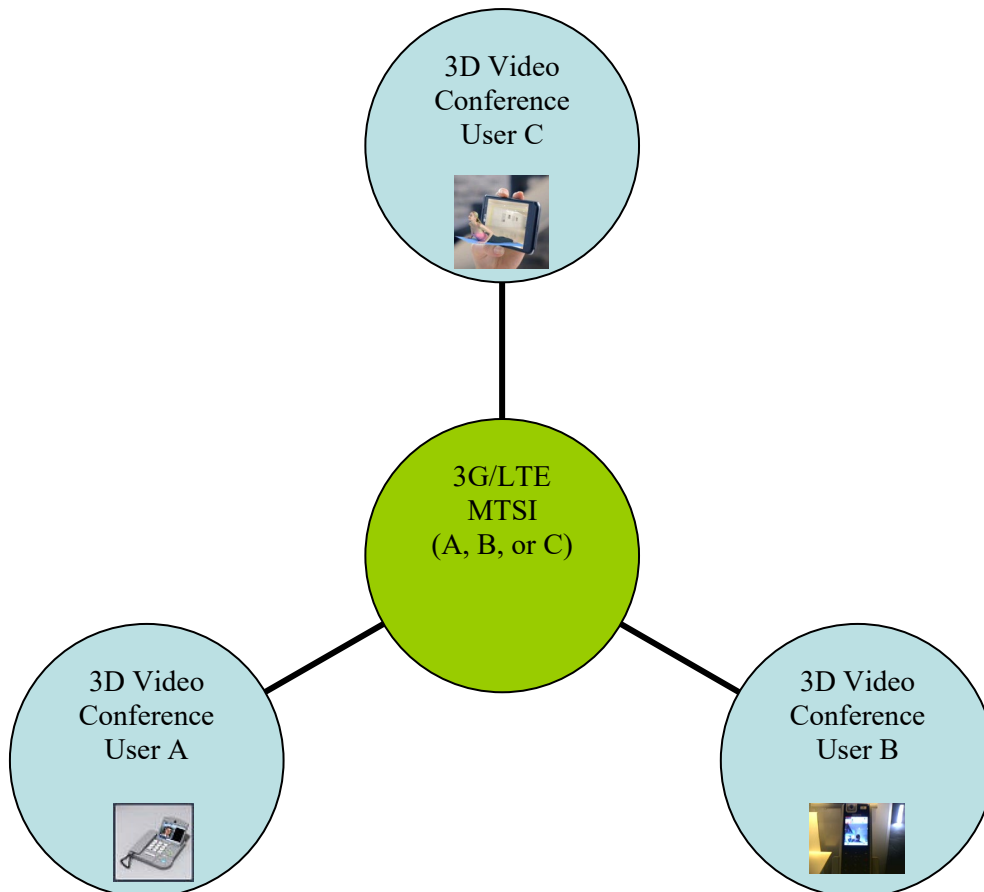 3D Video
Conference
User C
3G/LTE
MTSI
(A, B, or C)
3D Video
Conference
User A
3D Video
Conference
User B